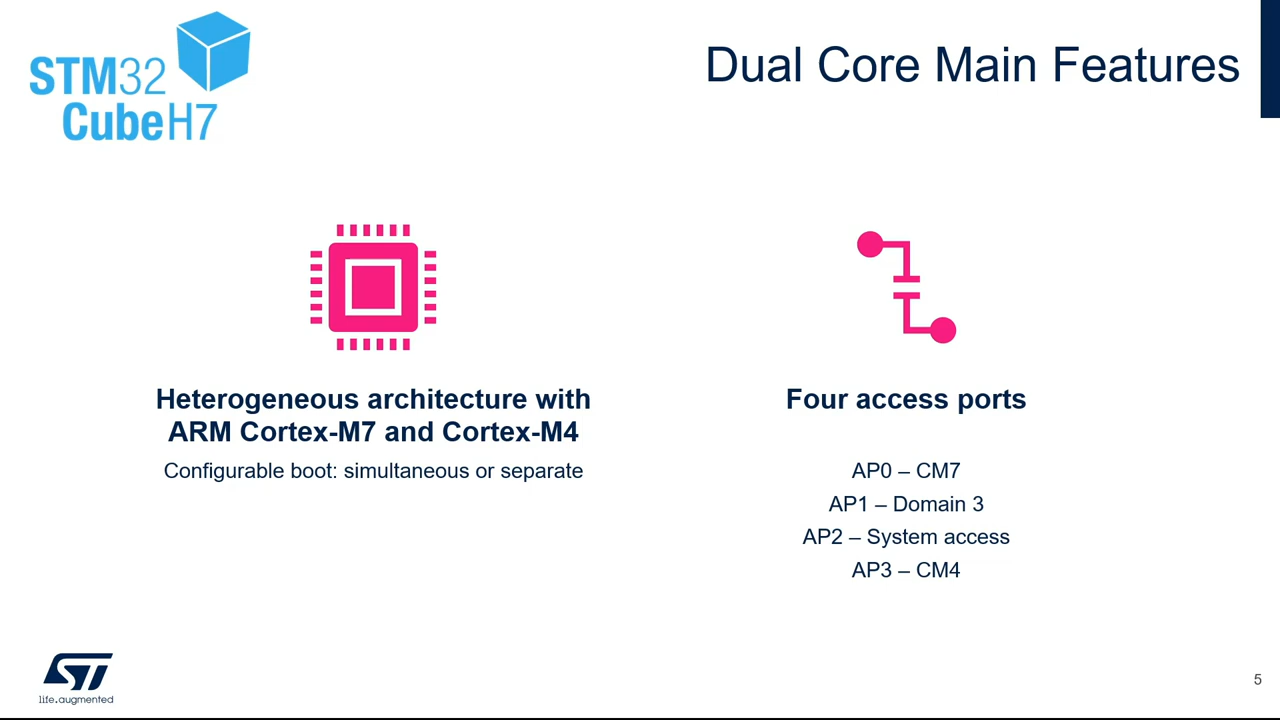 STM32
CubeH7
Dual Core Main Features
Heterogeneous architecture with
ARM Cortex-M7 and Cortex-M4
Configurable boot: simultaneous or separate
Four access ports
AP0 – CM7
AP1 – Domain 3
AP2 – System access
AP3 – CM4
ST
life.augmented
5